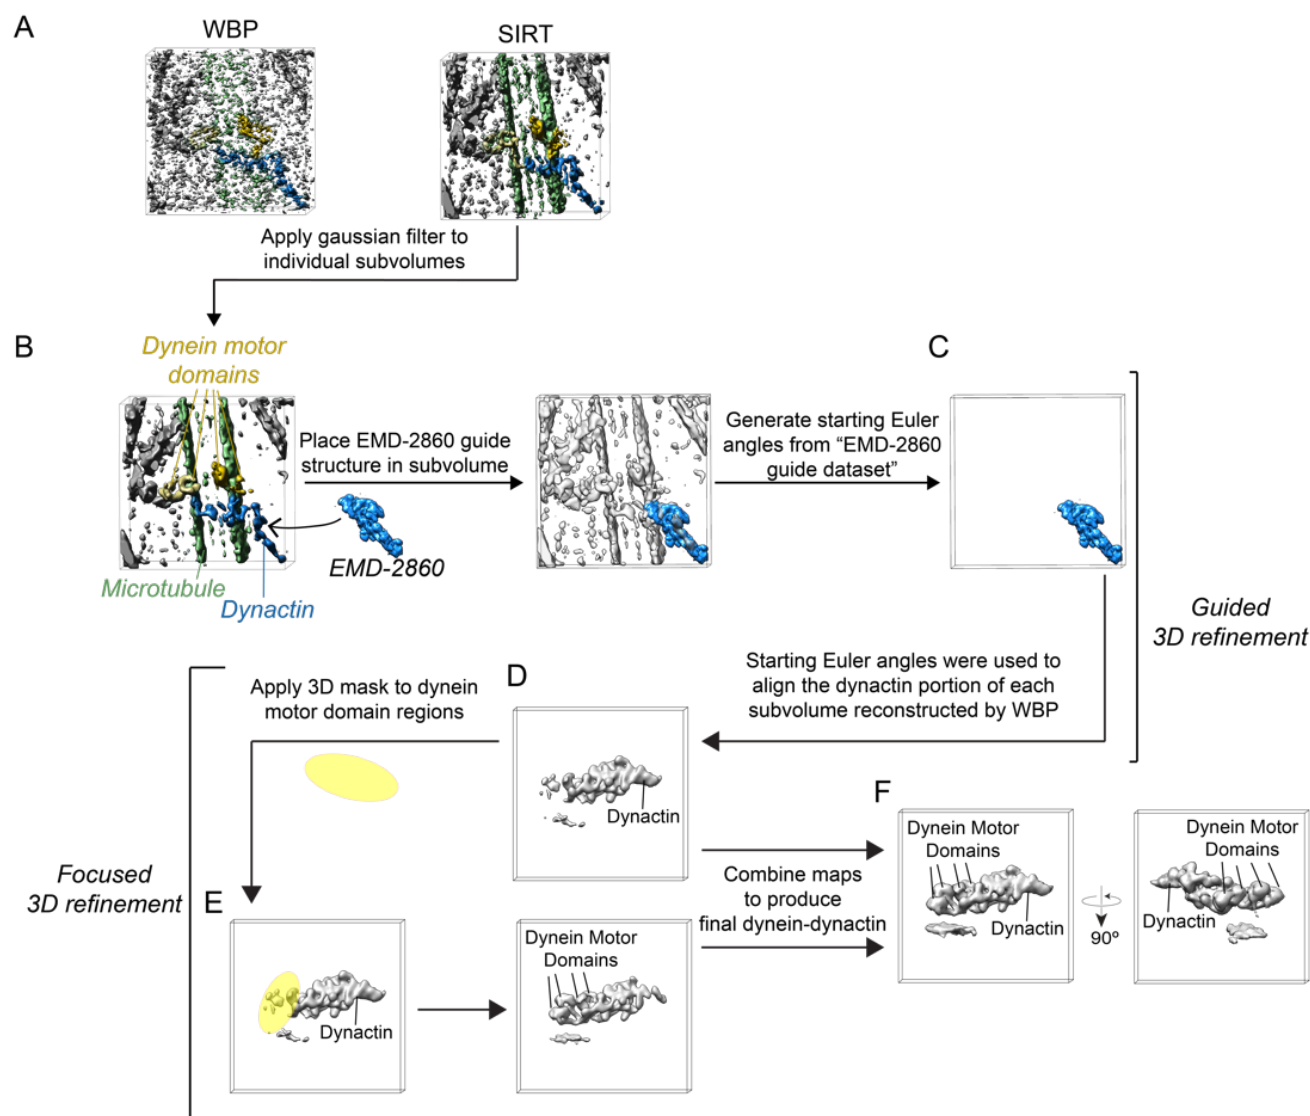 A
WBP
SIRT
Apply gaussian filter to
individual subvolumes
B
Dynein motor
domains
Place EMD-2860 guide
structure in subvolume
EMD-2860
Microtubule
Dynactin
Generate starting Euler
angles from “EMD-2860
guide dataset”
C
Guided
3D refinement
Starting Euler angles were used to
align the dynactin portion of each
subvolume reconstructed by WBP
D
Dynactin
Apply 3D mask to dynein
motor domain regions
Focused
3D refinement
E
Dynactin
Dynein Motor
Domains
Combine maps
to produce
final dynein-dynactin
F
Dynein Motor
Domains
Dynactin
90º
Dynein Motor
Domains
Dynactin